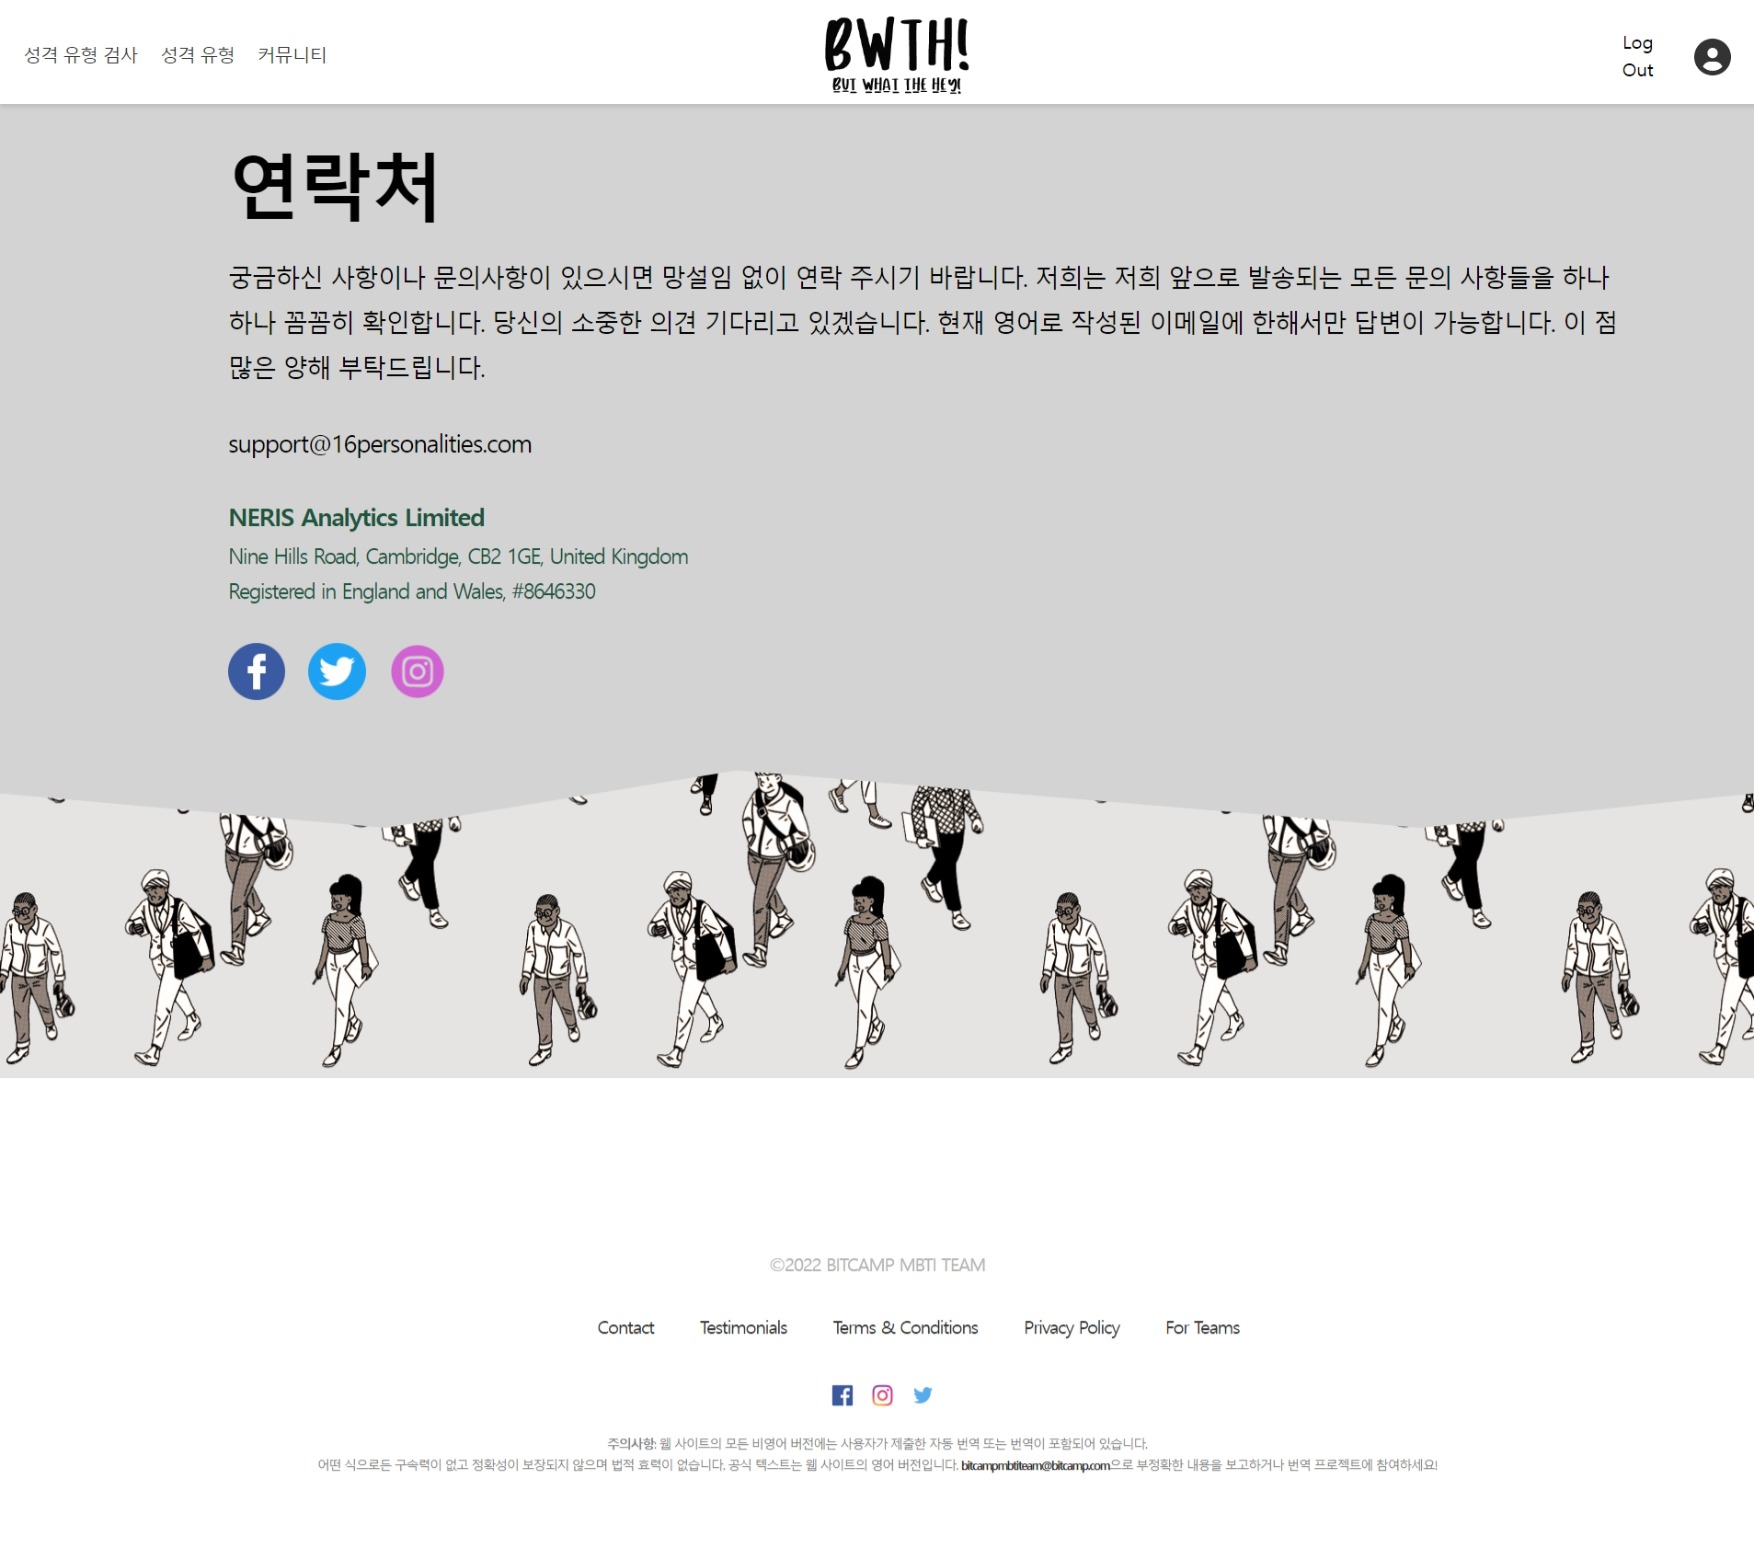 성격 유형 검사 성격 유형 커뮤니티
BWTH!
BUT WHAT THE HEY!
Log
Out
연락처
궁금하신 사항이나 문의사항이 있으시면 망설임 없이 연락 주시기 바랍니다. 저희는 저희 앞으로 발송되는 모든 문의 사항들을 하나
하나 꼼꼼히 확인합니다. 당신의 소중한 의견 기다리고 있겠습니다. 현재 영어로 작성된 이메일에 한해서만 답변이 가능합니다. 이 점
많은 양해 부탁드립니다.
support@16personalities.com
NERIS Analytics Limited
Nine Hills Road, Cambridge, CB2 1GE, United Kingdom
Registered in England and Wales, #8646330
©2022 BITCAMP MBTI TEAM
Contact Testimonials Terms & Conditions Privacy Policy For Teams
주의사항: 웹 사이트의 모든 비영어 버전에는 사용자가 제출한 자동 번역 또는 번역이 포함되어 있습니다.
어떤 식으로든 구속력이 없고 정확성이 보장되지 않으며 법적 효력이 없습니다. 공식 텍스트는 웹 사이트의 영어 버전입니다. bitcampmbtiteam@bitcamp.com으로 부정확한 내용을 보고하거나 번역 프로젝트에 참여하세요!